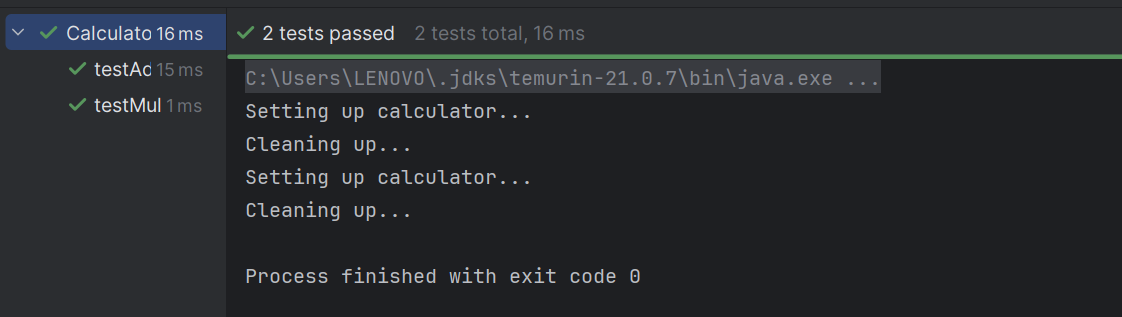 Calculato 16 ms
testAd 15 ms
testMul 1 ms
2 tests passed 2 tests total, 16 ms
C:\Users\LENOVO\.jdks\temurin-21.0.7\bin\java.exe ...
Setting up calculator...
Cleaning up...
Setting up calculator...
Cleaning up...
Process finished with exit code 0